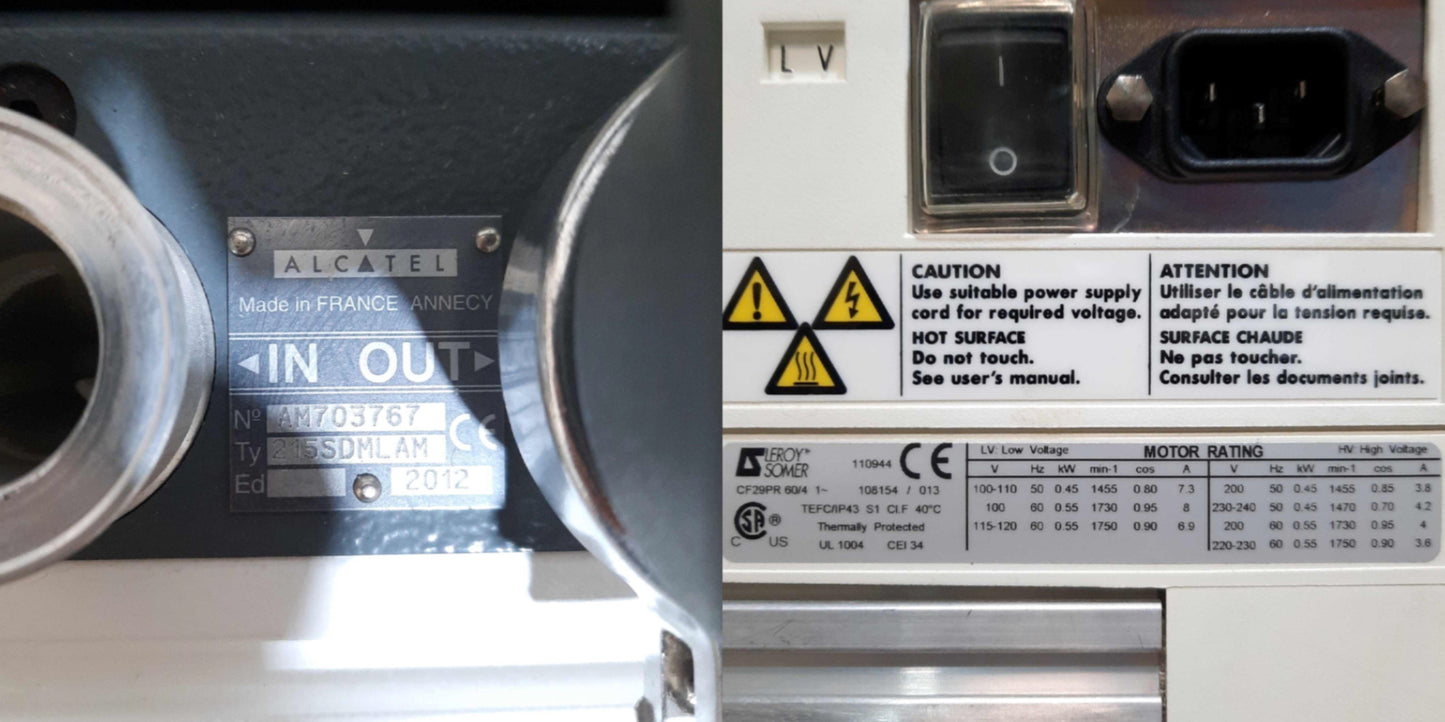 ALCATEL
Made in FRANCE ANNECY
IN OUT
Nº AM703767
Ty 215SDMLAM
Ed 2012
CE
L V
I
O
CAUTION
Use suitable power supply
cord for required voltage.
HOT SURFACE
Do not touch.
See user's manual.
ATTENTION
Utiliser le câble d'alimentation
adapté pour la tension requise.
SURFACE CHAUDE
Ne pas toucher.
Consulter les documents joints.
LEROY®
SOMER
110944 CE
CF29PR 60/4 1~ 108154 / 013
TEFC/IP43 S1 Cl.F 40°C
Thermally Protected
UL 1004 CEI 34
SA ®
C US
LV: Low Voltage MOTOR RATING HV: High Voltage
V Hz kW min-1 cos A V Hz kW min-1 cos A
100-110 50 0.45 1455 0.80 7.3 200 50 0.45 1455 0.85 3.8
100 60 0.55 1730 0.95 8 230-240 50 0.45 1470 0.70 4.2
115-120 60 0.55 1750 0.90 6.9 200 60 0.55 1730 0.95 4
220-230 60 0.55 1750 0.90 3.6